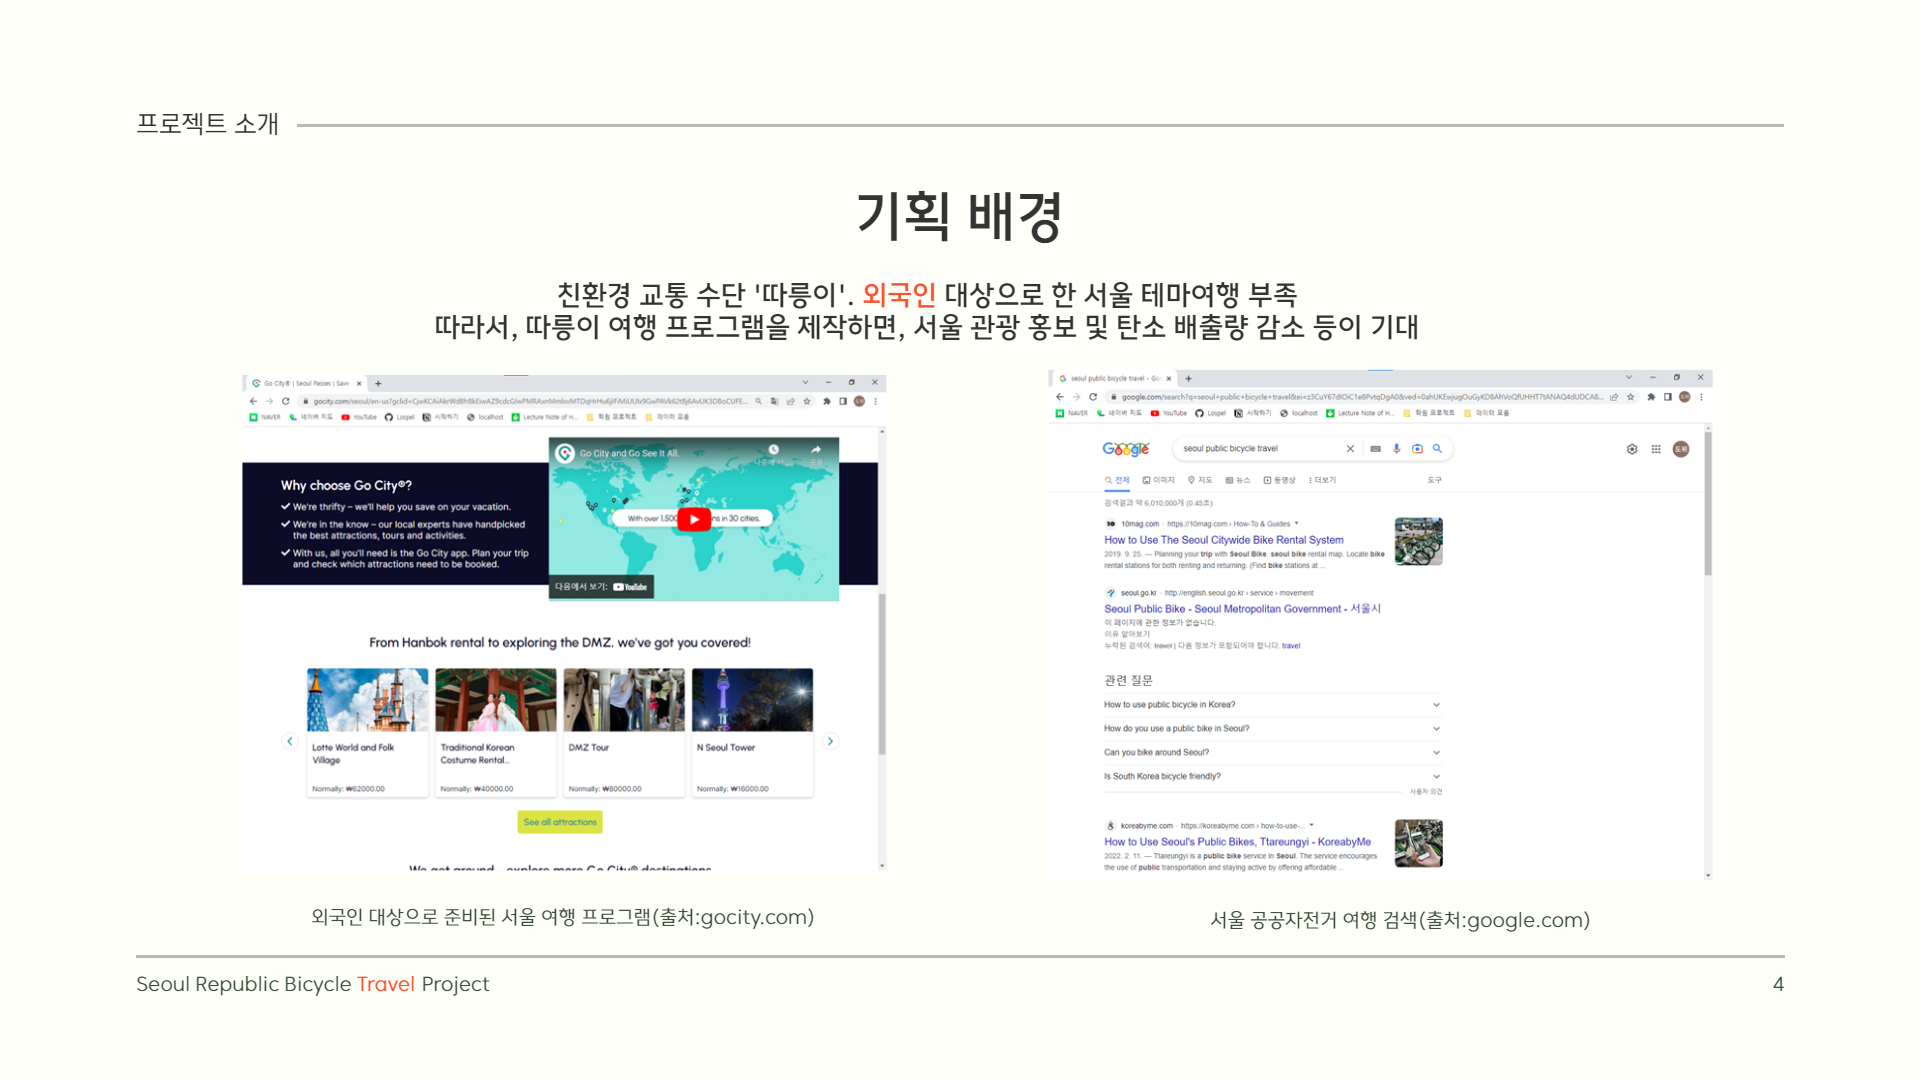 프로젝트 소개
기획 배경
친환경 교통 수단 '따릉이'. 외국인 대상으로 한 서울 테마여행 부족
따라서, 따릉이 여행 프로그램을 제작하면, 서울 관광 홍보 및 탄소 배출량 감소 등이 기대
Go City® | Seoul Passes | Save
NAVER 네이버 지도 YouTube Lospel 시작하기 localhost Lecture Note of H... 학원 프로젝트 데이터 모음
Go City and Go See It All.
Why choose Go City®?
We're thrifty – we'll help you save on your vacation.
We're in the know – our local experts have handpicked
the best attractions, tours and activities.
With us, all you'll need is the Go City app. Plan your trip
and check which attractions need to be booked.
With over 1,500 ns in 30 cities.
다음에서 보기: YouTube
From Hanbok rental to exploring the DMZ, we've got you covered!
Lotte World and Folk
Village
Normally: ₩62000.00
Traditional Korean
Costume Rental...
Normally: ₩40000.00
DMZ Tour
Normally: ₩80000.00
N Seoul Tower
Normally: ₩16000.00
See all attractions
외국인 대상으로 준비된 서울 여행 프로그램(출처:gocity.com)
seoul public bicycle travel - Go
NAVER 네이버 지도 YouTube Lospel 시작하기 localhost Lecture Note of H... 학원 프로젝트 데이터 모음
Google
seoul public bicycle travel
도위
전체 이미지 지도 뉴스 동영상 더보기 도구
검색결과 약 6,010,000개 (0.45초)
10mag.com · https://10mag.com › How-To & Guides
How to Use The Seoul Citywide Bike Rental System
2019. 9. 25. — Planning your trip with Seoul Bike. seoul bike rental map. Locate bike
rental stations for both renting and returning. (Find bike stations at ...
seoul.go.kr · http://english.seoul.go.kr › service › movement
Seoul Public Bike - Seoul Metropolitan Government - 서울시
이 페이지에 관한 정보가 없습니다.
이유 알아보기
누락된 검색어: travel | 다음 정보가 포함되어야 합니다. travel
관련 질문
How to use public bicycle in Korea?
How do you use a public bike in Seoul?
Can you bike around Seoul?
Is South Korea bicycle friendly?
사용자 의견
koreabyme.com · https://koreabyme.com › how-to-use-...
How to Use Seoul's Public Bikes, Ttareungyi - KoreabyMe
2022. 2. 11. — Ttareungyi is a public bike service in Seoul. The service encourages
the use of public transportation and staying active by offering affordable ...
서울 공공자전거 여행 검색(출처:google.com)
Seoul Republic Bicycle Travel Project
4